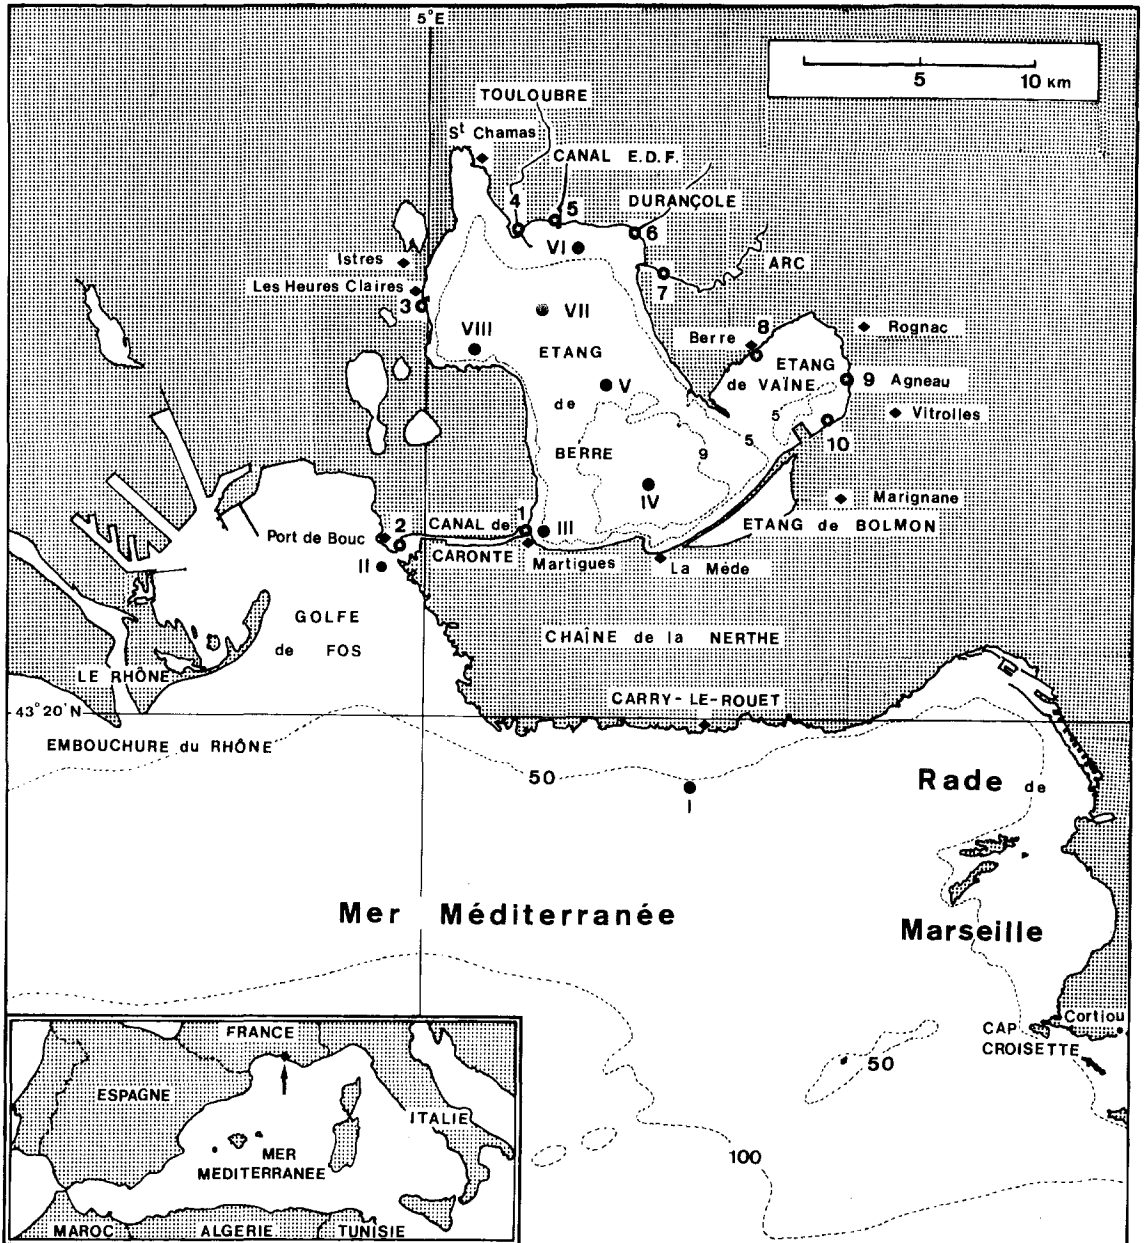 5°E
5
10 KM
TOULOUBRE
St Chamas
CANAL E.D.F.
4
5
DURANÇOLE
6
VI
Istres
ARC
7
Les Heures Claires
3
VII
8
Rognac
VIII
Berre
ETANG
ETANG
de VAÏNE
9 Agneau
V
de
5
Vitrolles
5
10
BERRE
9
IV
Marignane
1
III
2
CANAL de
ETANG de BOLMON
Port de Bouc
CARONTE
Martigues
La Mède
II
GOLFE
de FOS
CHAÎNE de la NERTHE
LE RHÔNE
CARRY-LE-ROUET
43°20'N
EMBOUCHURE du RHÔNE
50
Rade de
I
Mer Méditerranée
Marseille
Cortiou
CAP
CROISETTE
50
100
FRANCE
ESPAGNE
ITALIE
MER
MEDITERRANEE
MAROC
ALGERIE
TUNISIE